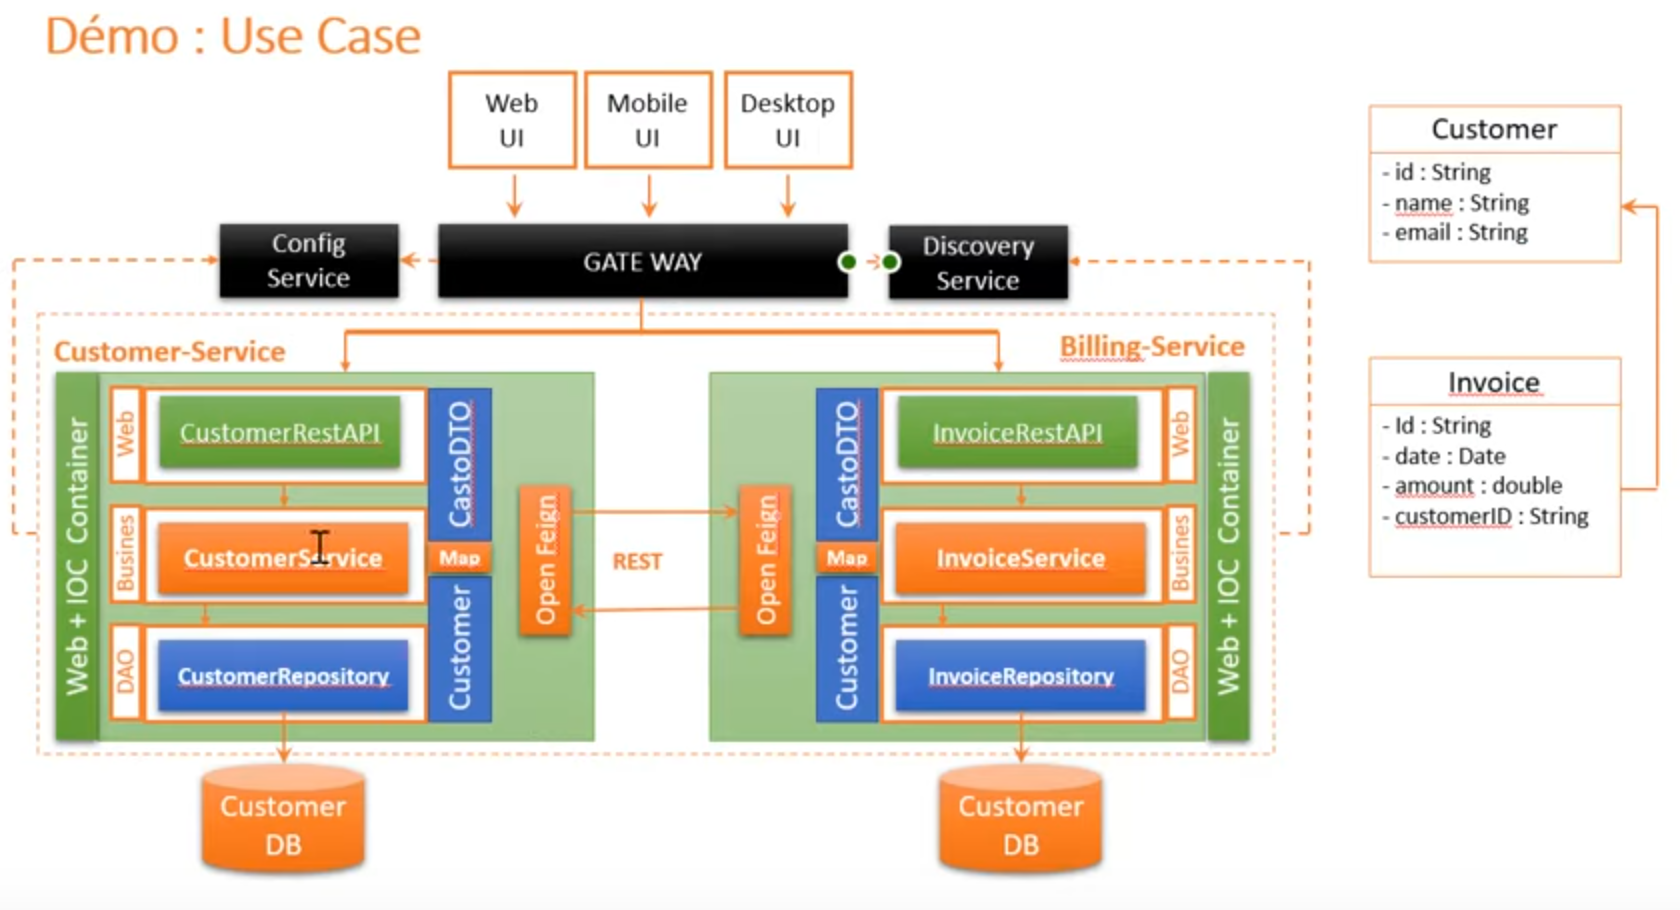 Démo : Use Case
Web
UI
Mobile
UI
Desktop
UI
Config
Service
GATE WAY
Discovery
Service
Customer-Service
Billing-Service
Web + IOC Container
Web
CustomerRestAPI
CastoDTO
Busines
CustomerService
Map
DAO
CustomerRepository
Customer
Open Feign
REST
Open Feign
CastoDTO
InvoiceRestAPI
Web
Map
InvoiceService
Busines
Customer
InvoiceRepository
DAO
Web + IOC Container
Customer
DB
Customer
DB
Customer
- id : String
- name : String
- email : String
Invoice
- Id : String
- date : Date
- amount : double
- customerID : String